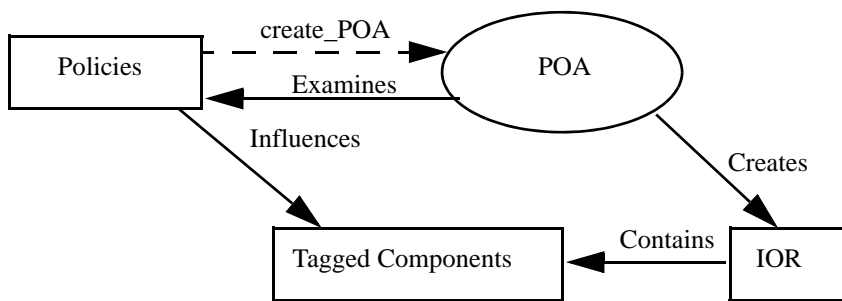 create_POA
Policies
POA
Examines
Influences
Creates
Contains
Tagged Components
IOR